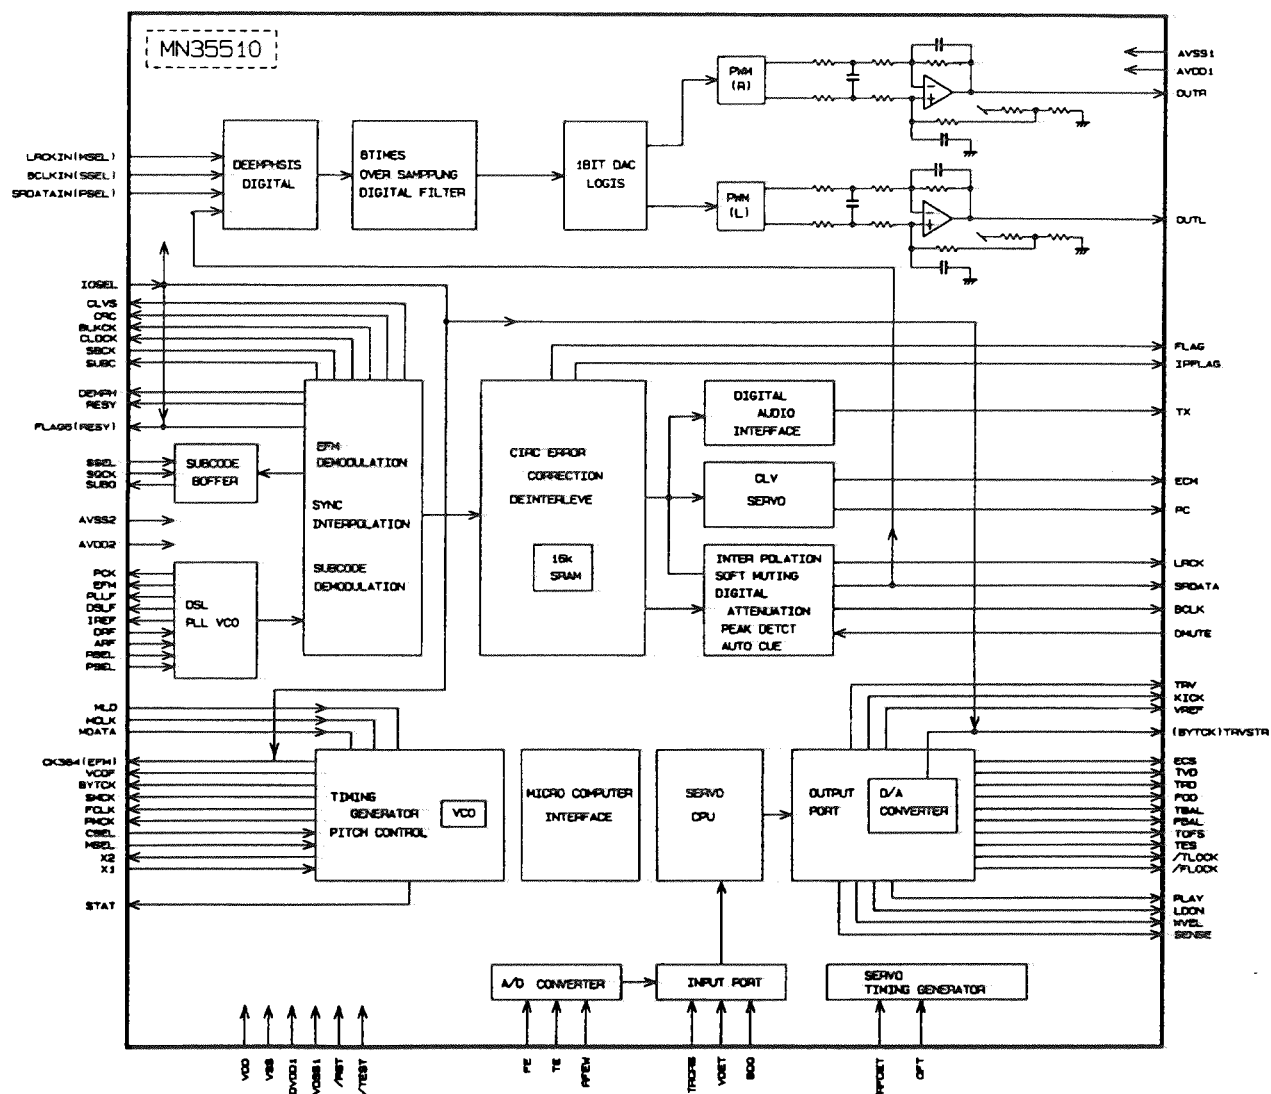 MN35510
AVSS1
AVDD1
OUTR
PWM
(R)
LRCKIN(MSEL)
BCLKIN(SSEL)
SRDATAIN(PSEL)
DEEMPHSIS
DIGITAL
8TIMES
OVER SAMPPLING
DIGITAL FILTER
1BIT DAC
LOGIS
PWM
(L)
OUTL
IOSEL
CLVS
CRC
BLKCK
CLOCK
SBCK
SUBC
DEMPH
RESY
FLAG6(RESY)
SSEL
SQCK
SUBQ
AVSS2
AVDD2
PCK
EFM
PLLF
DSLF
IREF
DRF
ARF
RSEL
PSEL
SUBCODE
BOFFER
DSL
PLL VCO
EFM
DEMODULATION
SYNC
INTERPOLATION
SUBCODE
DEMODULATION
CIRC ERROR
CORRECTION
DEINTERLEVE
16k
SRAM
DIGITAL
AUDIO
INTERFACE
CLV
SERVO
INTER POLATION
SOFT MUTING
DIGITAL
ATTENUATION
PEAK DETCT
AUTO CUE
FLAG
IPFLAG
TX
ECM
PC
LRCK
SRDATA
BCLK
DMUTE
MLD
MCLK
MDATA
CK384(EFM)
VCOF
BYTCK
SMCK
FCLK
PMCK
CSEL
MSEL
X2
X1
STAT
TIMING
GENERATOR
PITCH CONTROL
VCO
MICRO COMPUTER
INTERFACE
SERVO
CPU
OUTPUT
PORT
D/A
CONVERTER
TRV
KICK
VREF
(BYTCK)TRVSTR
ECS
TVD
TRD
FOD
TBAL
FBAL
TOFS
TES
/TLOCK
/FLOCK
PLAY
LDON
WVEL
SENSE
A/D CONVERTER
INPUT PORT
SERVO
TIMING GENERATOR
VDD
VSS
DVDD1
VDSS1
/RST
/TEST
FE
TE
RFEW
TRCRS
VDET
BDO
RFDET
OFT